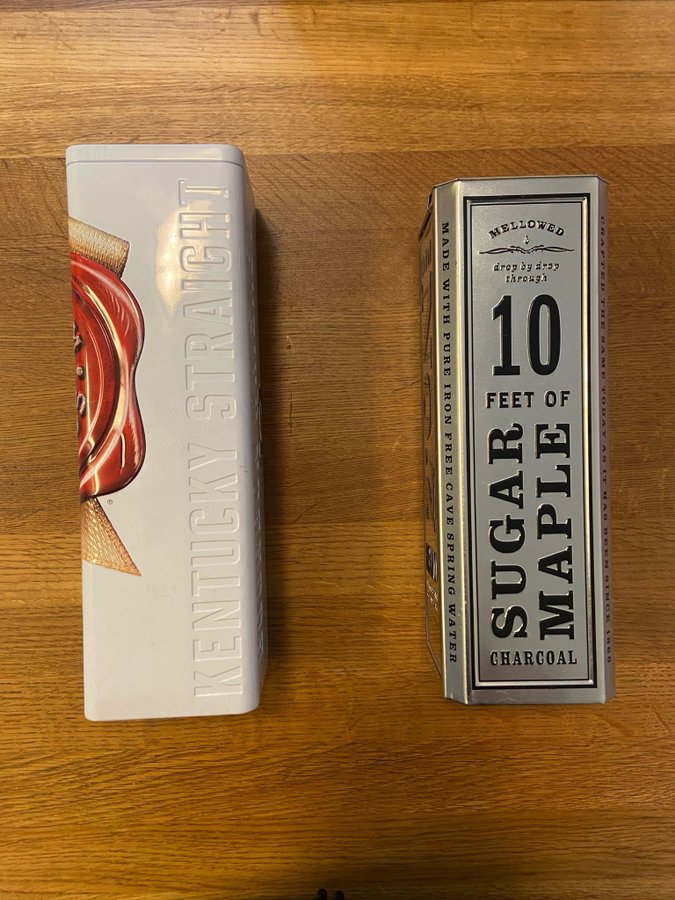 KENTUCKY STRAIGHT
®
MADE WITH PURE IRON FREE CAVE SPRING WATER
MELLOWED
drop by drop
through
10
FEET OF
SUGAR
MAPLE
CHARCOAL
CRAFTED THE SAME TODAY AS IT HAS BEEN SINCE 1866